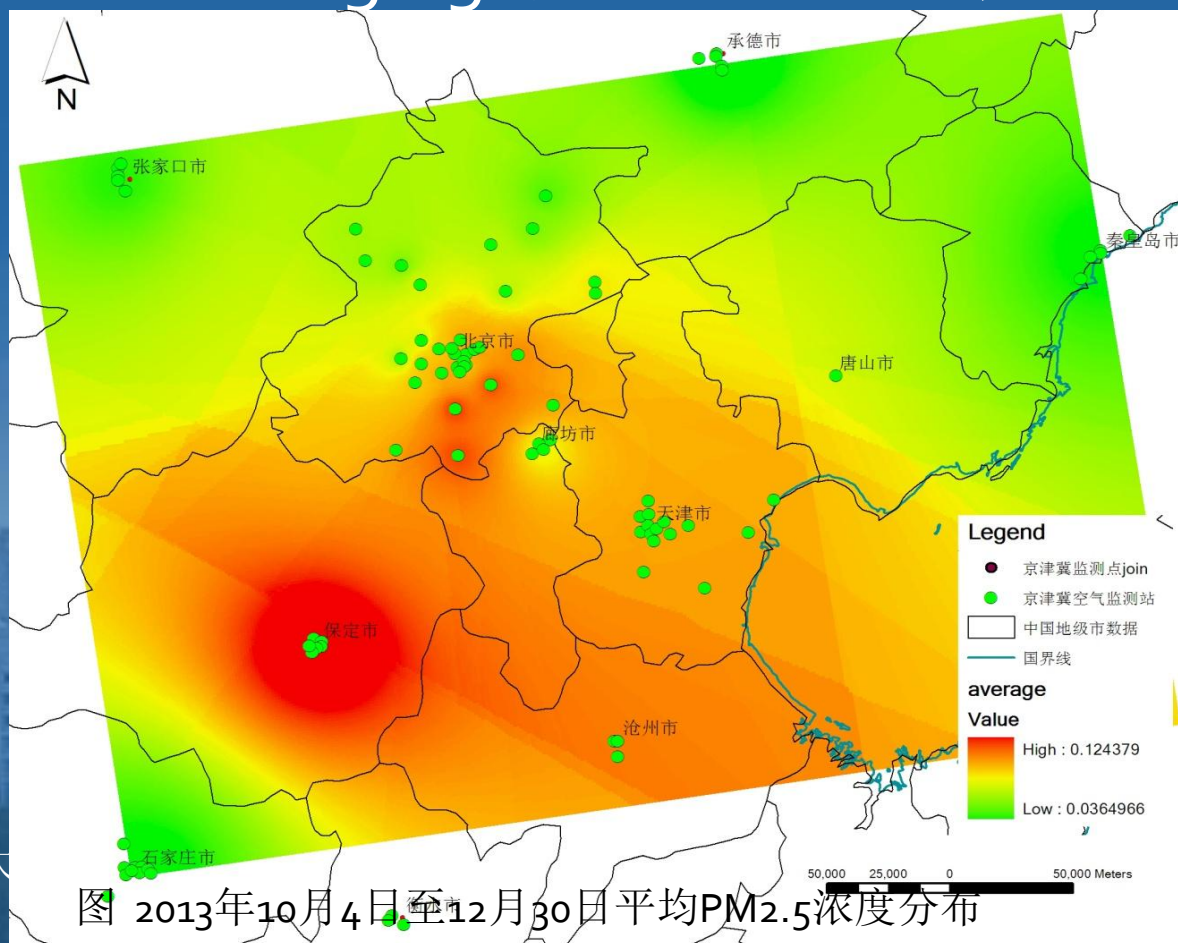 N
承德市
张家口市
秦皇岛市
北京市
唐山市
廊坊市
天津市
保定市
沧州市
石家庄市
衡水市
Legend
京津冀监测点join
京津冀空气监测站
中国地级市数据
国界线
average
Value
High : 0.124379
Low : 0.0364966
50,000 25,000 0 50,000 Meters
图 2013年10月4日至12月30日平均PM2.5浓度分布